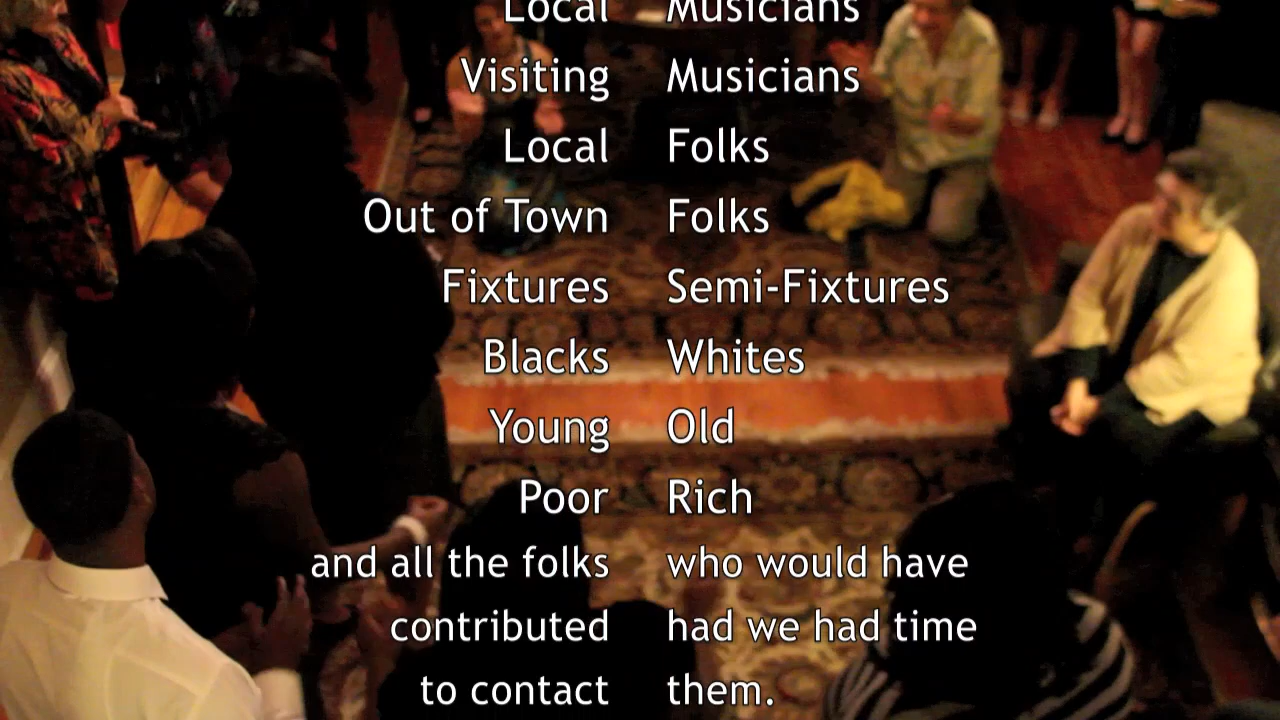 Local Musicians
Visiting Musicians
Local Folks
Out of Town Folks
Fixtures Semi-Fixtures
Blacks Whites
Young Old
Poor Rich
and all the folks who would have
contributed had we had time
to contact them.